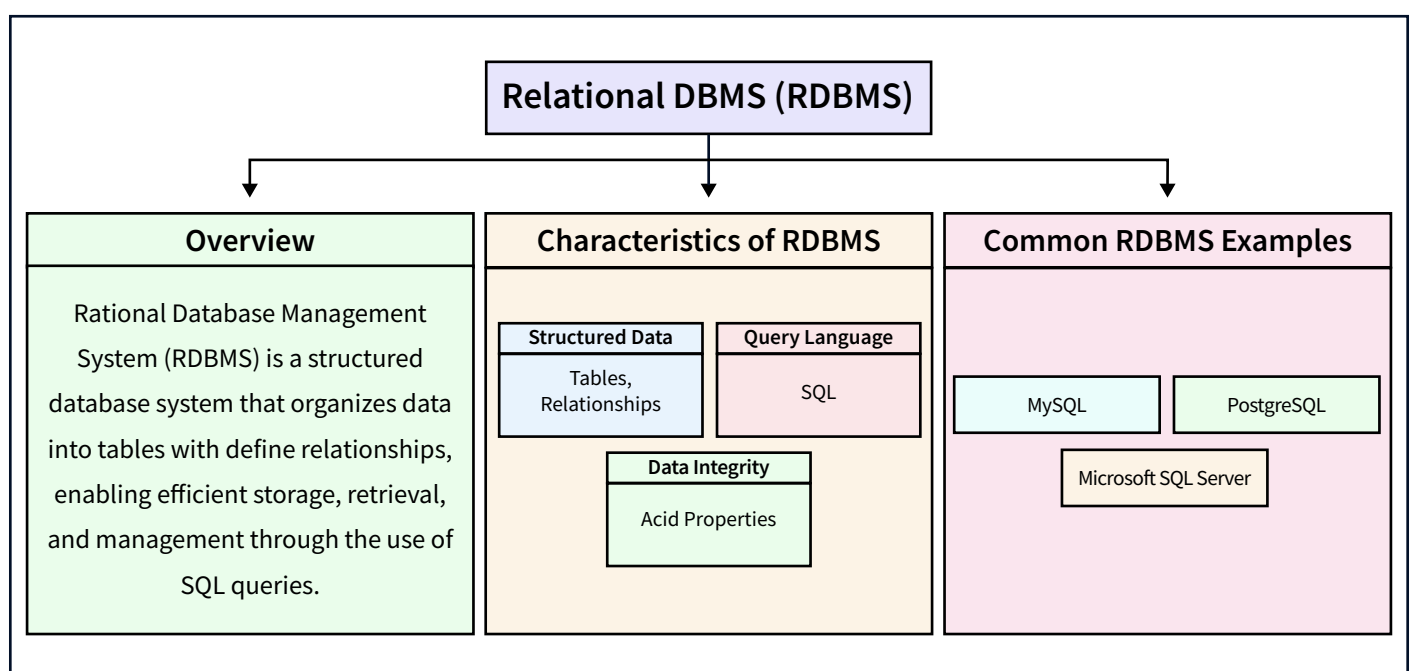 Relational DBMS (RDBMS)
Overview
Rational Database Management
System (RDBMS) is a structured
database system that organizes data
into tables with define relationships,
enabling efficient storage, retrieval,
and management through the use of
SQL queries.
Characteristics of RDBMS
Structured Data
Tables,
Relationships
Query Language
SQL
Data Integrity
Acid Properties
Common RDBMS Examples
MySQL
PostgreSQL
Microsoft SQL Server